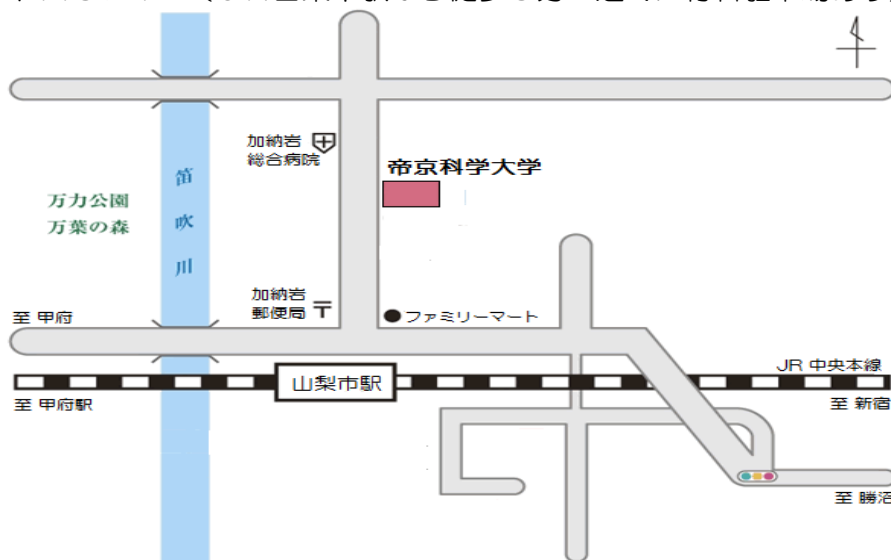 加納岩
総合病院
帝京科学大学
万力公園
万葉の森
笛吹川
加納岩
郵便局
至 甲府
ファミリーマート
JR 中央本線
山梨市駅
至 甲府駅
至 新宿
至 勝沼